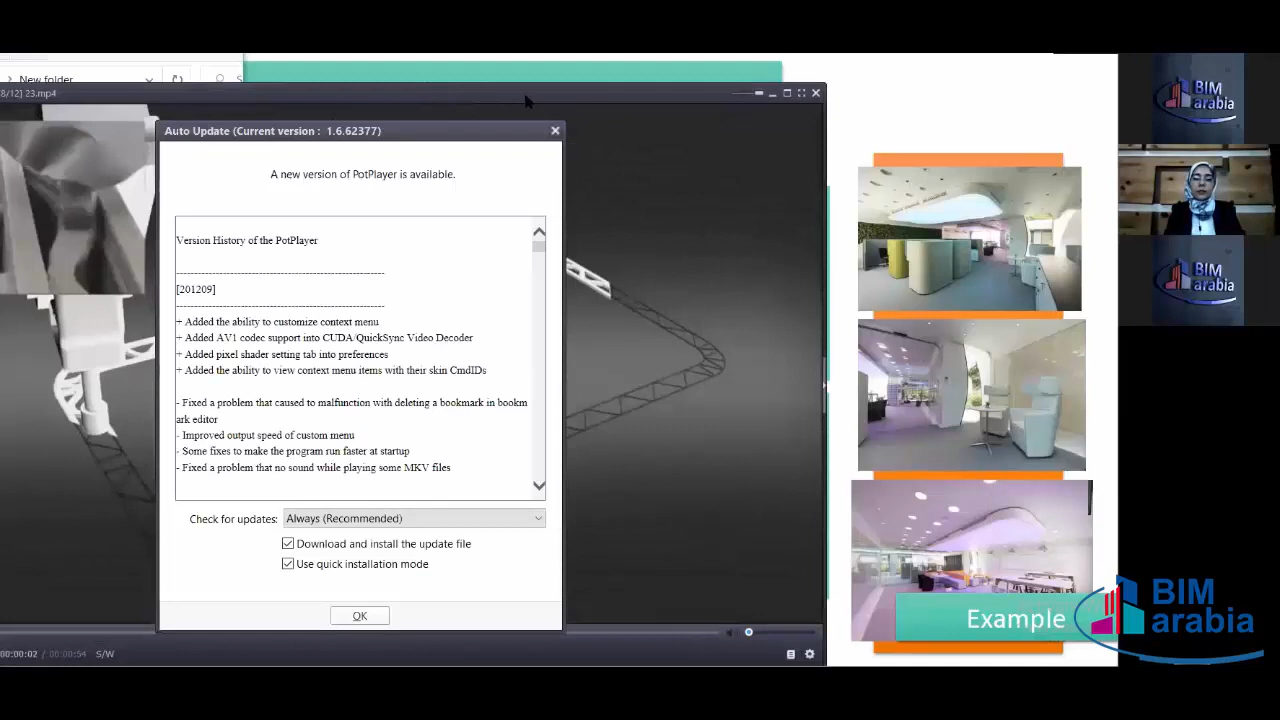 New folder
8/12] 23.mp4
Auto Update (Current version : 1.6.62377)
A new version of PotPlayer is available.
Version History of the PotPlayer
--------------------------------------------------------
[201209]
--------------------------------------------------------
+ Added the ability to customize context menu
+ Added AV1 codec support into CUDA/QuickSync Video Decoder
+ Added pixel shader setting tab into preferences
+ Added the ability to view context menu items with their skin CmdIDs
- Fixed a problem that caused to malfunction with deleting a bookmark in bookm
ark editor
- Improved output speed of custom menu
- Some fixes to make the program run faster at startup
- Fixed a problem that no sound while playing some MKV files
Check for updates: Always (Recommended)
Download and install the update file
Use quick installation mode
OK
00:00:02 / 00:00:54 S/W
BIM
arabia
BIM
arabia
Example
BIM
arabia